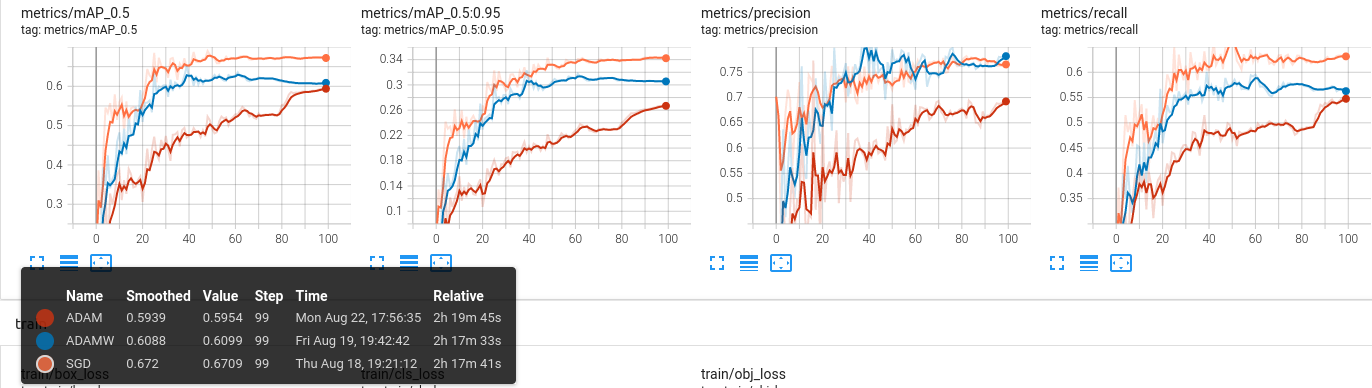 metrics/mAP_0.5
tag: metrics/mAP_0.5
0.6
0.5
0.4
0.3
0 20 40 60 80 100
metrics/mAP_0.5:0.95
tag: metrics/mAP_0.5:0.95
0.34
0.3
0.26
0.22
0.18
0.14
0.1
0 20 40 60 80 100
metrics/precision
tag: metrics/precision
0.75
0.7
0.65
0.6
0.55
0.5
0 20 40 60 80 100
metrics/recall
tag: metrics/recall
0.6
0.55
0.5
0.45
0.4
0.35
0 20 40 60 80 100
Name Smoothed Value Step Time Relative
ADAM 0.5939 0.5954 99 Mon Aug 22, 17:56:35 2h 19m 45s
ADAMW 0.6088 0.6099 99 Fri Aug 19, 19:42:42 2h 17m 33s
SGD 0.672 0.6709 99 Thu Aug 18, 19:21:12 2h 17m 41s
train
train/box_loss
train/cls_loss
train/obj_loss